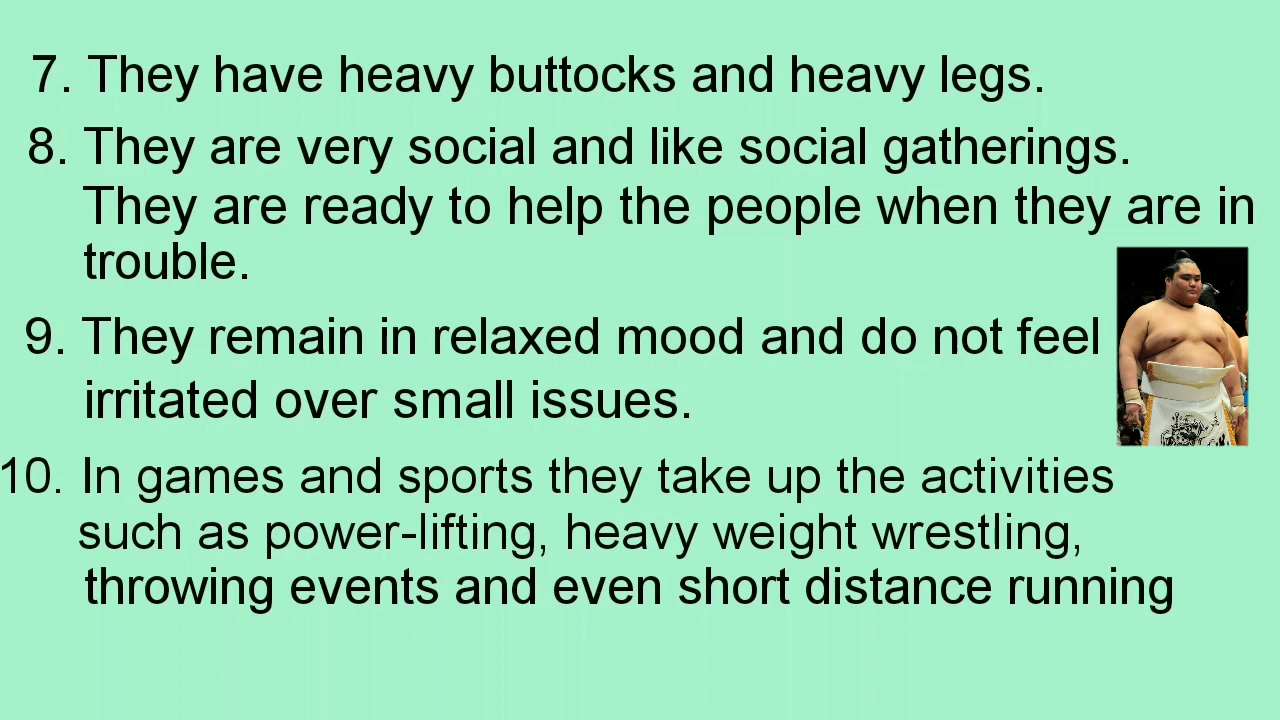 7. They have heavy buttocks and heavy legs.
8. They are very social and like social gatherings.
They are ready to help the people when they are in
trouble.
9. They remain in relaxed mood and do not feel
irritated over small issues.
10. In games and sports they take up the activities
such as power-lifting, heavy weight wrestling,
throwing events and even short distance running